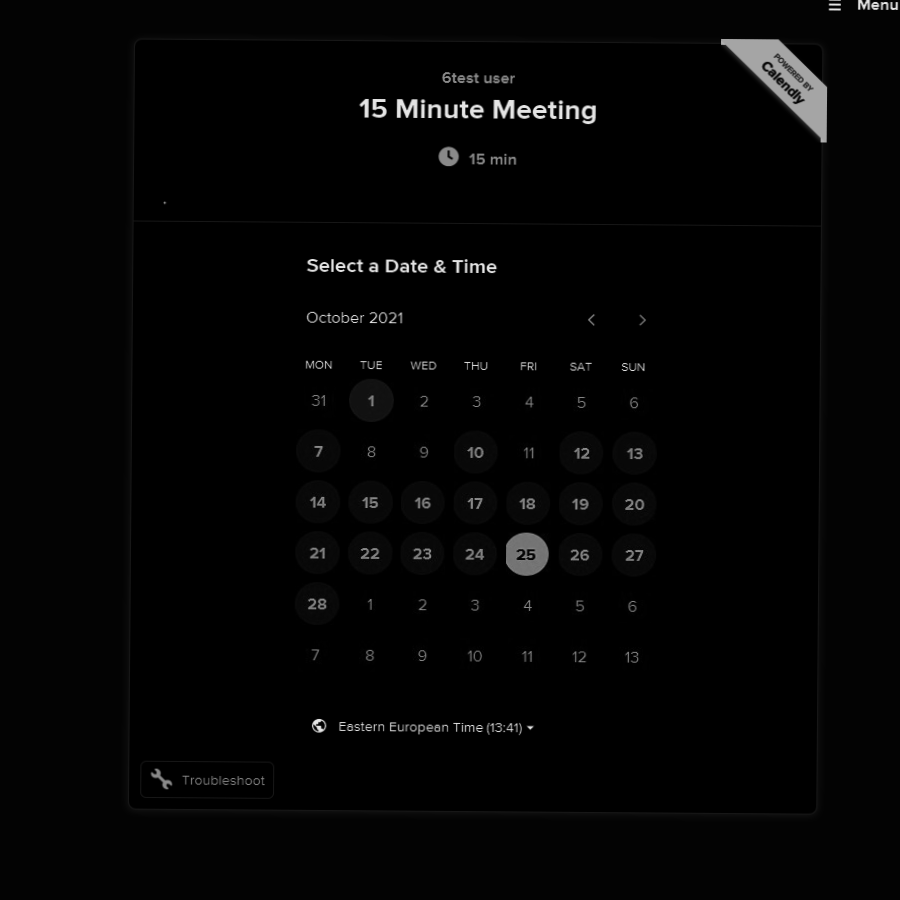 ☰ Menu
POWERED BY
Calendly
6test user
15 Minute Meeting
15 min
.
Select a Date & Time
October 2021
MON TUE WED THU FRI SAT SUN
31 1 2 3 4 5 6
7 8 9 10 11 12 13
14 15 16 17 18 19 20
21 22 23 24 25 26 27
28 1 2 3 4 5 6
7 8 9 10 11 12 13
Eastern European Time (13:41)
Troubleshoot